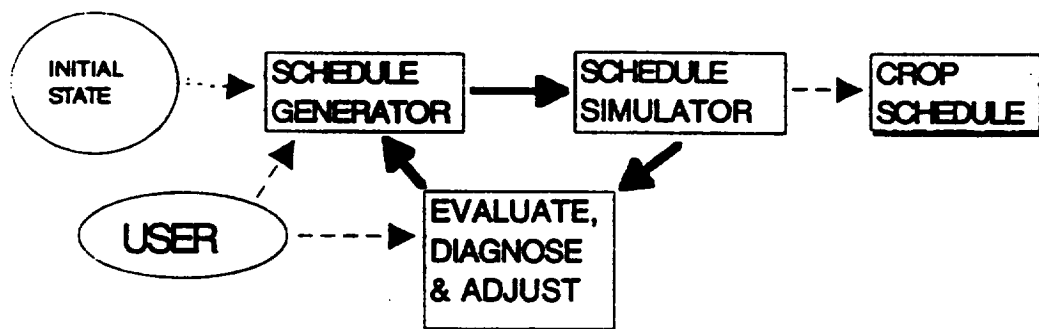 INITIAL
STATE
SCHEDULE
GENERATOR
SCHEDULE
SIMULATOR
CROP
SCHEDULE
USER
EVALUATE,
DIAGNOSE
& ADJUST